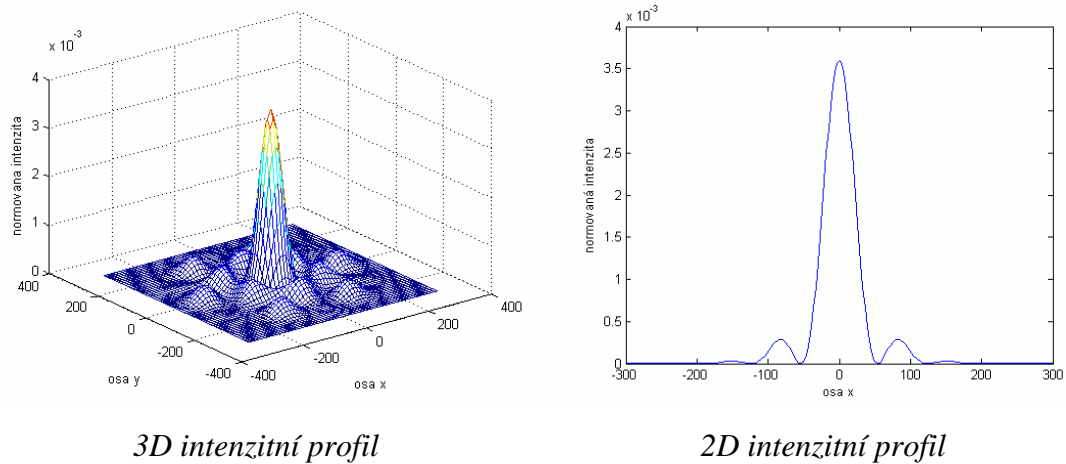 x 10⁻³
4
3
2
1
0
normovana intenzita
400
200
0
-200
-400
osa y
-400
-200
0
200
400
osa x
3D intenzitní profil
x 10⁻³
4
3.5
3
2.5
2
1.5
1
0.5
0
normovaná intenzita
-300 -200 -100 0 100 200 300
osa x
2D intenzitní profil